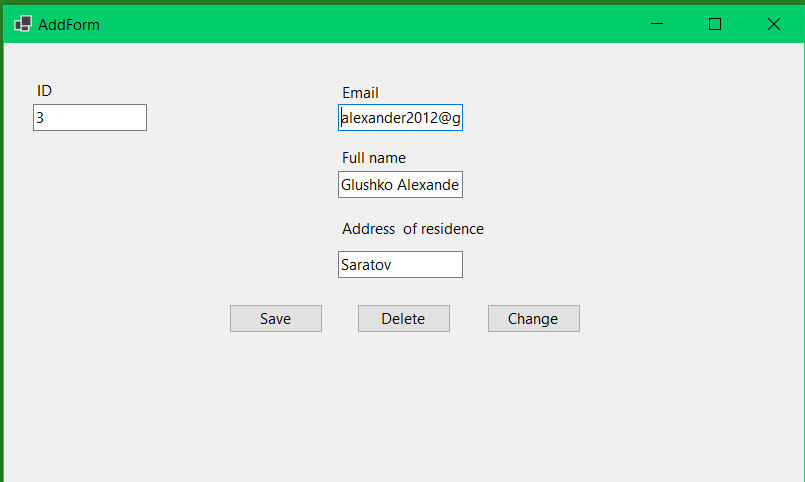 AddForm
ID
3
Email
alexander2012@g
Full name
Glushko Alexande
Address  of residence
Saratov
Save
Delete
Change